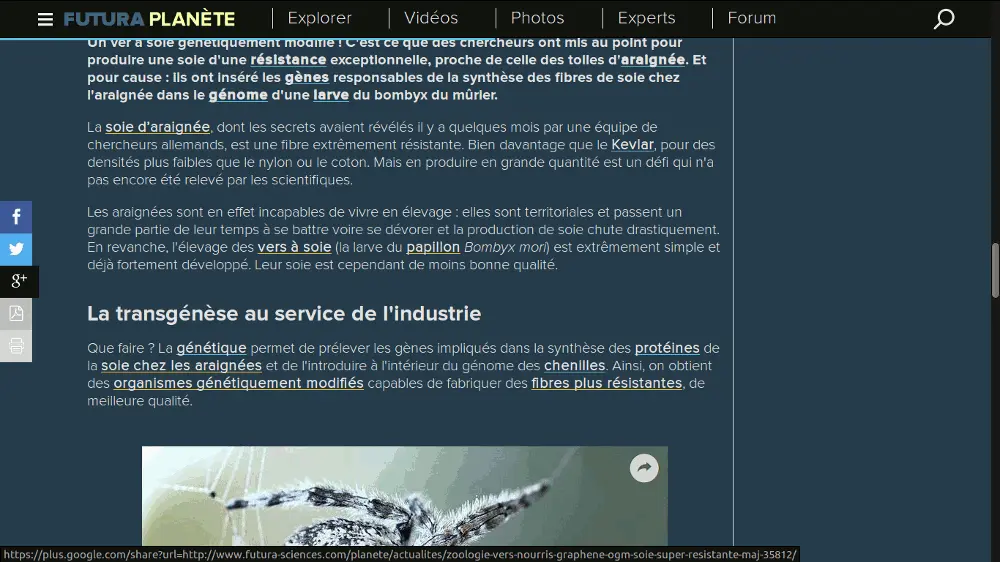 FUTURA PLANÈTE
Explorer
Vidéos
Photos
Experts
Forum
Un ver à soie génétiquement modifié ! C'est ce que des chercheurs ont mis au point pour
produire une soie d'une résistance exceptionnelle, proche de celle des toiles d'araignée. Et
pour cause : ils ont inséré les gènes responsables de la synthèse des fibres de soie chez
l'araignée dans le génome d'une larve du bombyx du mûrier.
La soie d'araignée, dont les secrets avaient révélés il y a quelques mois par une équipe de
chercheurs allemands, est une fibre extrêmement résistante. Bien davantage que le Kevlar, pour des
densités plus faibles que le nylon ou le coton. Mais en produire en grande quantité est un défi qui n'a
pas encore été relevé par les scientifiques.
Les araignées sont en effet incapables de vivre en élevage : elles sont territoriales et passent un
grande partie de leur temps à se battre voire se dévorer et la production de soie chute drastiquement.
En revanche, l'élevage des vers à soie (la larve du papillon Bombyx mori) est extrêmement simple et
déjà fortement développé. Leur soie est cependant de moins bonne qualité.
La transgénèse au service de l'industrie
Que faire ? La génétique permet de prélever les gènes impliqués dans la synthèse des protéines de
la soie chez les araignées et de l'introduire à l'intérieur du génome des chenilles. Ainsi, on obtient
des organismes génétiquement modifiés capables de fabriquer des fibres plus résistantes, de
meilleure qualité.
https://plus.google.com/share?url=http://www.futura-sciences.com/planete/actualites/zoologie-vers-nourris-graphene-ogm-soie-super-resistante-maj-35812/